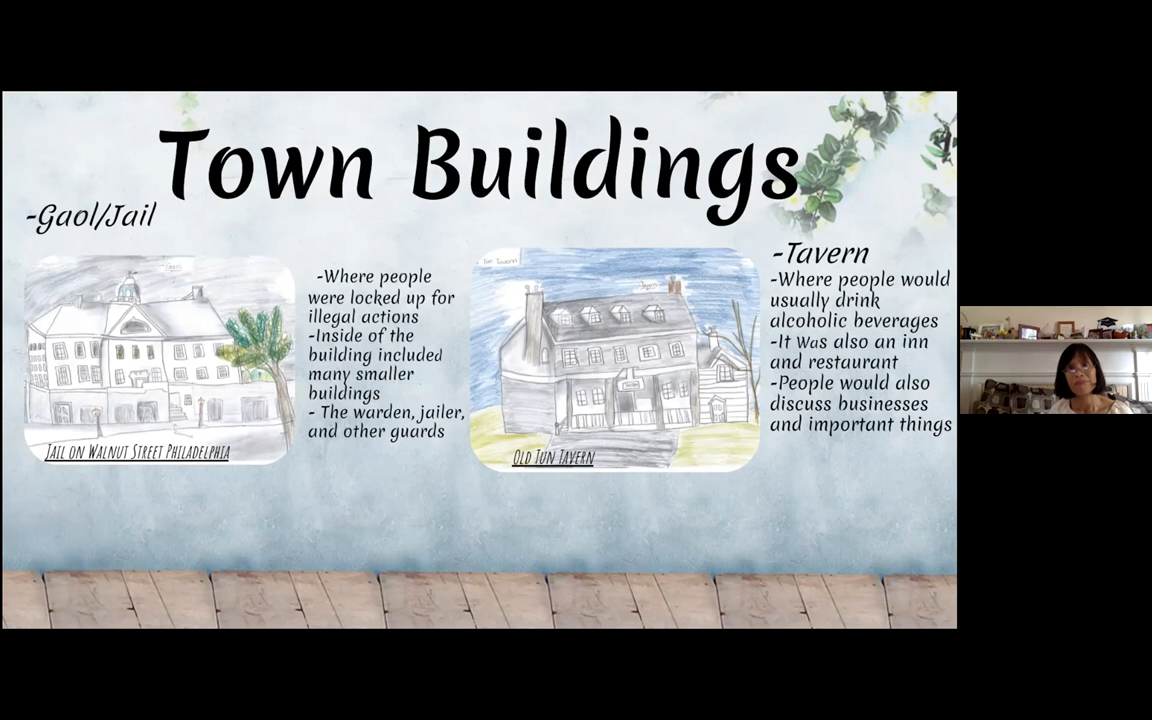 Town Buildings
-Gaol/Jail
JAIL ON WALNUT STREET PHILADELPHIA
-Where people
were locked up for
illegal actions
-Inside of the
building included
many smaller
buildings
- The warden, jailer,
and other guards
Tun Tavern
OLD TUN TAVERN
-Tavern
-Where people would
usually drink
alcoholic beverages
-It was also an inn
and restaurant
-People would also
discuss businesses
and important things